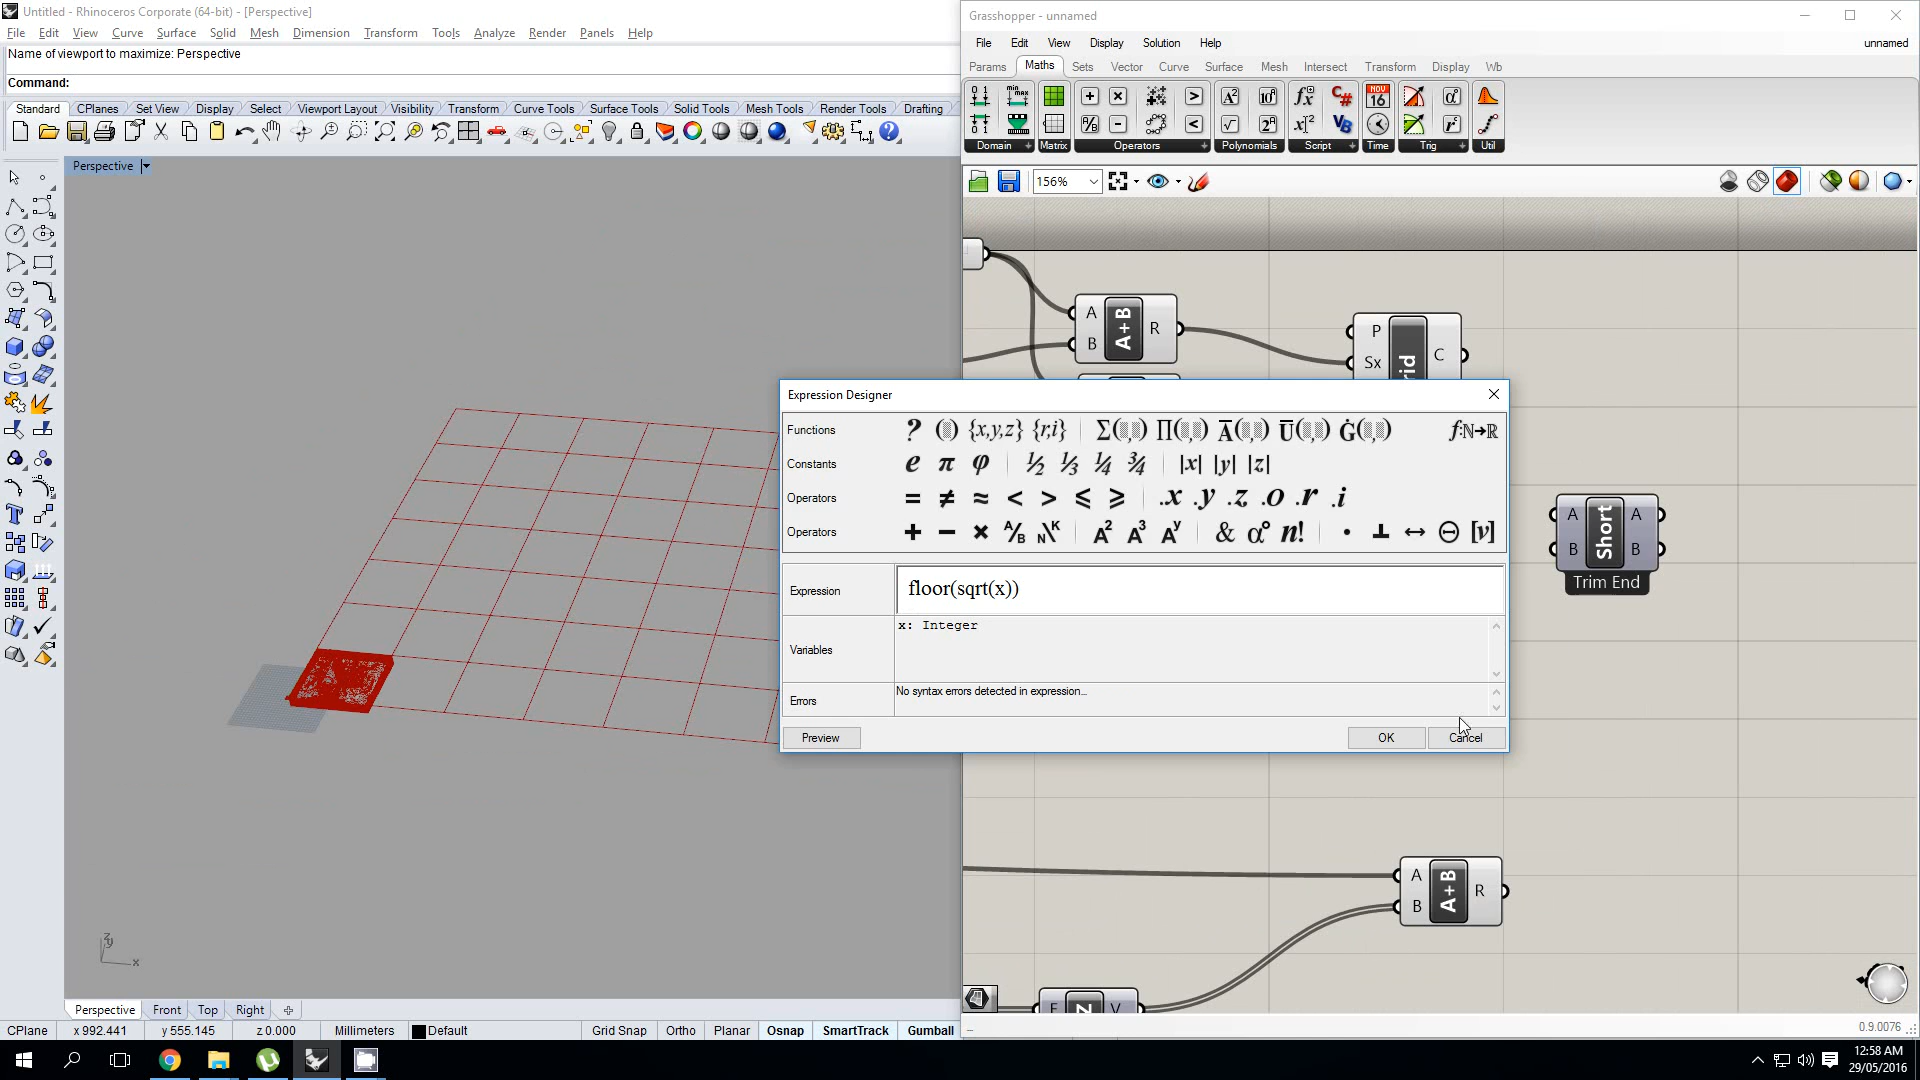 Untitled - Rhinoceros Corporate (64-bit) - [Perspective]
File Edit View Curve Surface Solid Mesh Dimension Transform Tools Analyze Render Panels Help
Name of viewport to maximize: Perspective
Command:
Standard CPlanes Set View Display Select Viewport Layout Visibility Transform Curve Tools Surface Tools Solid Tools Mesh Tools Render Tools Drafting
Perspective
Grasshopper - unnamed
File Edit View Display Solution Help unnamed
Params Maths Sets Vector Curve Surface Mesh Intersect Transform Display Wb
Domain Matrix Operators Polynomials Script Time Trig Util
156%
A
B
A+B
R
P
Sx
rid
C
Expression Designer
Functions
Constants
Operators
Operators
Expression floor(sqrt(x))
Variables x: Integer
Errors No syntax errors detected in expression...
Preview OK Cancel
A
B
Short
A
B
Trim End
A
B
A+B
R
F
Z
V
z
y
x
Perspective Front Top Right
CPlane x 992.441 y 555.145 z 0.000 Millimeters Default Grid Snap Ortho Planar Osnap SmartTrack Gumball
0.9.0076
12:58 AM
29/05/2016